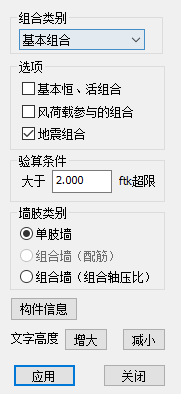 组合类别
基本组合
选项
基本恒、活组合
风荷载参与的组合
地震组合
验算条件
大于 2.000 ftk超限
墙肢类别
单肢墙
组合墙（配筋）
组合墙（组合轴压比）
构件信息
文字高度 增大 减小
应用 关闭